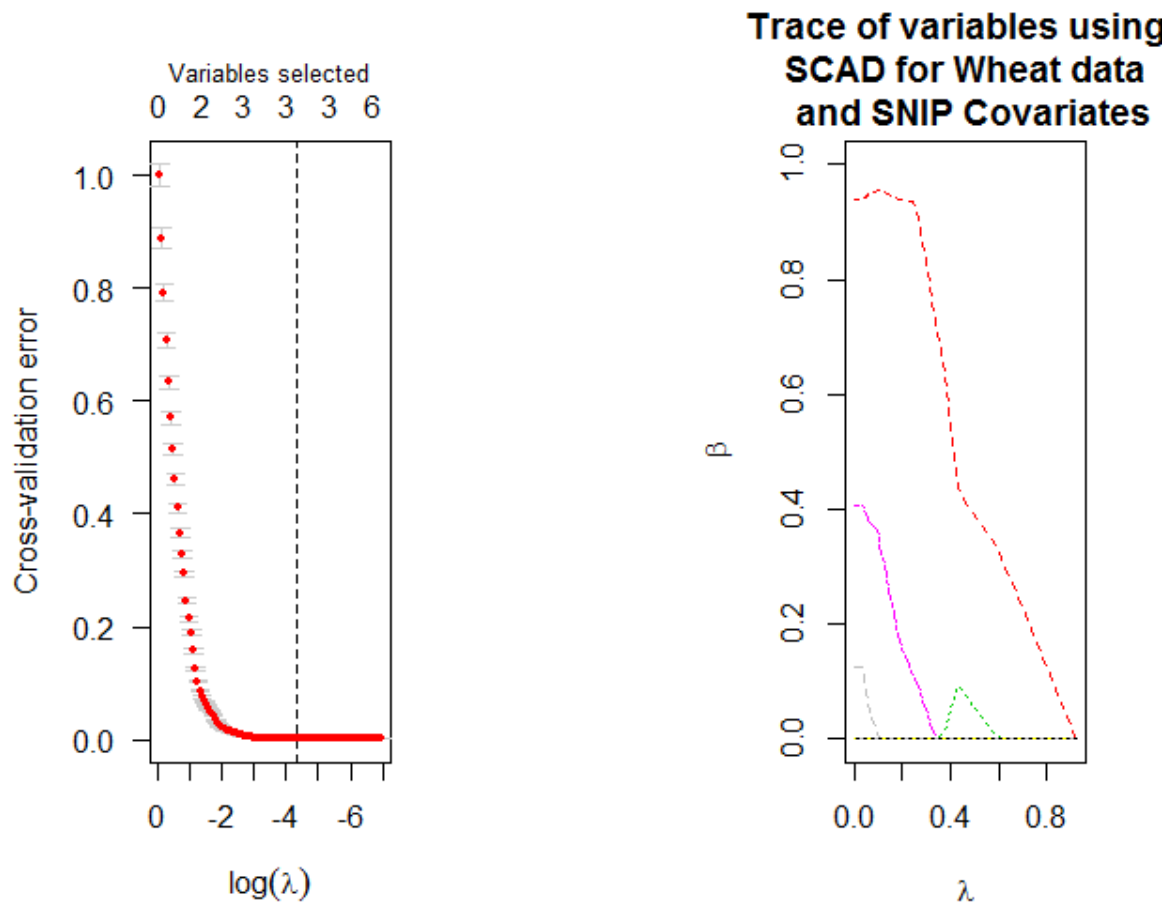 Variables selected
0 2 3 3 3 6
1.0
0.8
0.6
0.4
0.2
0.0
Cross-validation error
0 -2 -4 -6
log(λ)
Trace of variables using
SCAD for Wheat data
and SNIP Covariates
1.0
0.8
0.6
0.4
0.2
0.0
β
0.0 0.4 0.8
λ